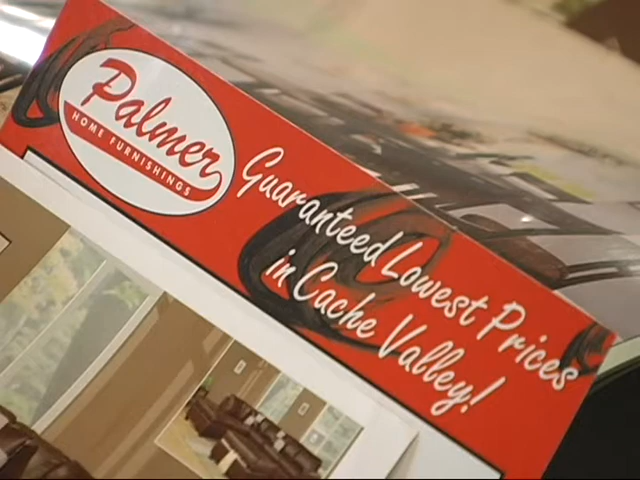 Palmer
HOME FURNISHINGS
Guaranteed Lowest Prices
in Cache Valley!